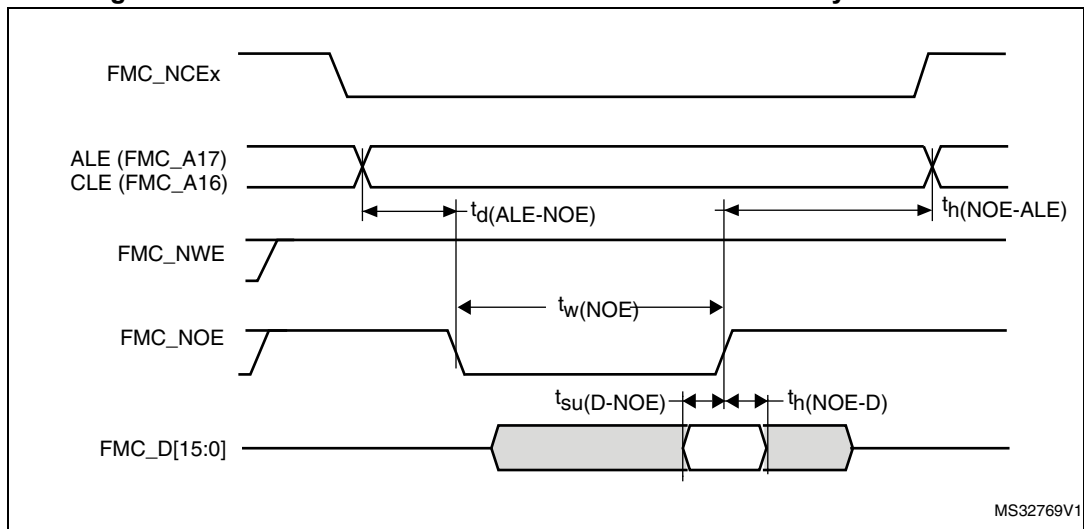 FMC_NCEx
ALE (FMC_A17)
CLE (FMC_A16)
td(ALE-NOE)
th(NOE-ALE)
FMC_NWE
tw(NOE)
FMC_NOE
tsu(D-NOE)
th(NOE-D)
FMC_D[15:0]
MS32769V1